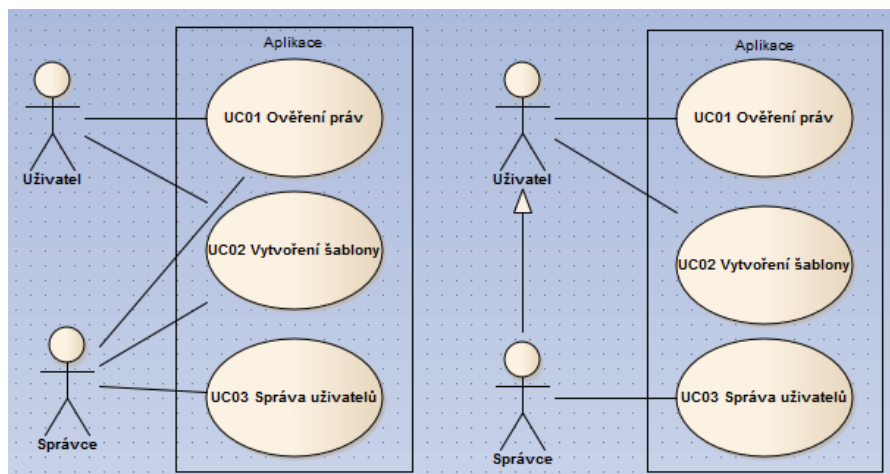 Aplikace
UC01 Ověření práv
Uživatel
UC02 Vytvoření šablony
UC03 Správa uživatelů
Správce
Aplikace
UC01 Ověření práv
Uživatel
UC02 Vytvoření šablony
UC03 Správa uživatelů
Správce